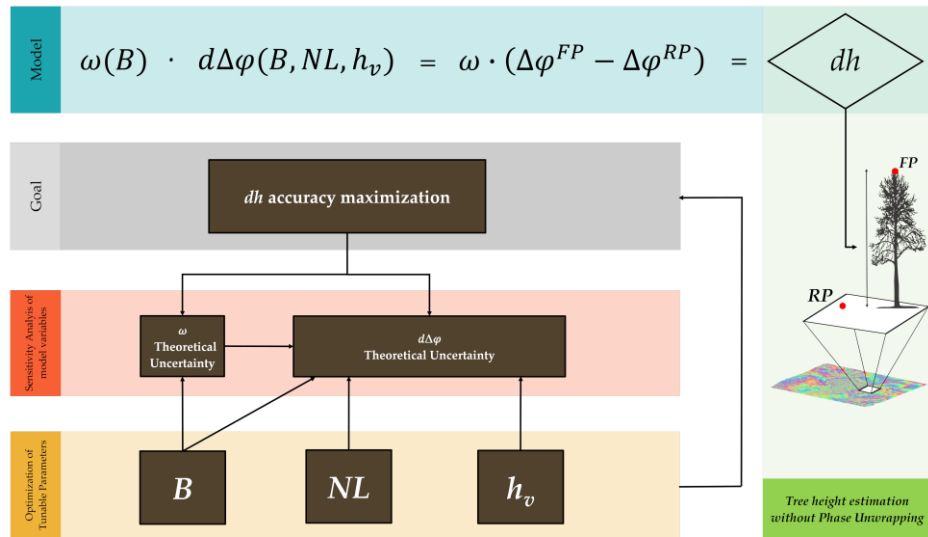 Model
ω(B) · dΔφ(B, NL, h_v) = ω · (Δφ^FP − Δφ^RP) =
dh
Goal
dh accuracy maximization
FP
RP
Sensitivity Analyis of
model variables
ω
Theoretical
Uncertainty
dΔφ
Theoretical Uncertainty
Optimization of
Tunable Parameters
B
NL
h_v
Tree height estimation
without Phase Unwrapping